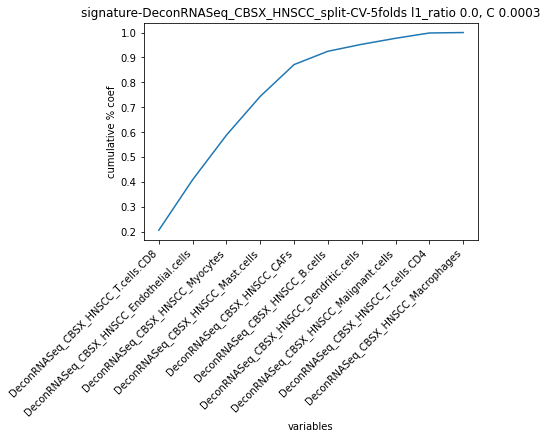 signature-DeconRNASeq_CBSX_HNSCC_split-CV-5folds l1_ratio 0.0, C 0.0003
cumulative % coef
1.0
0.9
0.8
0.7
0.6
0.5
0.4
0.3
0.2
DeconRNASeq_CBSX_HNSCC_T.cells.CD8
DeconRNASeq_CBSX_HNSCC_Endothelial.cells
DeconRNASeq_CBSX_HNSCC_Myocytes
DeconRNASeq_CBSX_HNSCC_Mast.cells
DeconRNASeq_CBSX_HNSCC_CAFs
DeconRNASeq_CBSX_HNSCC_B.cells
DeconRNASeq_CBSX_HNSCC_Dendritic.cells
DeconRNASeq_CBSX_HNSCC_Malignant.cells
DeconRNASeq_CBSX_HNSCC_T.cells.CD4
DeconRNASeq_CBSX_HNSCC_Macrophages
variables